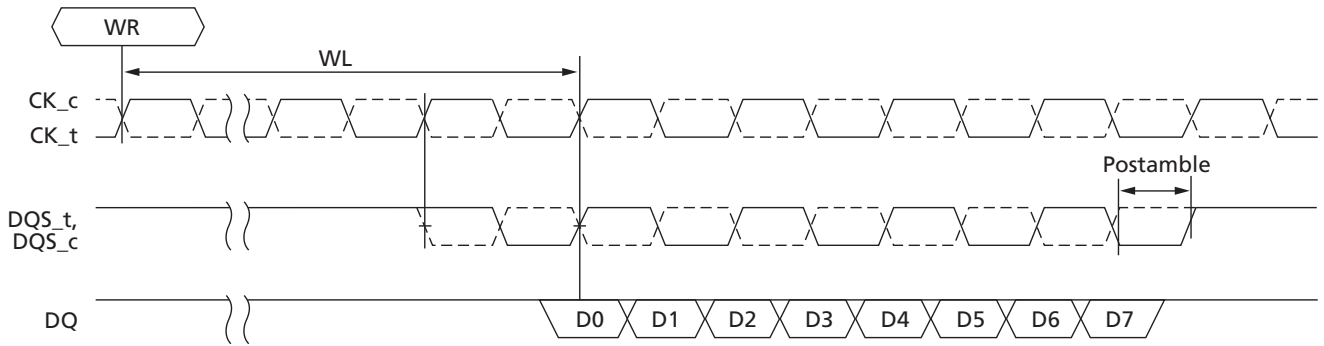 WR
WL
CK_c
CK_t
Postamble
DQS_t,
DQS_c
DQ
D0 D1 D2 D3 D4 D5 D6 D7